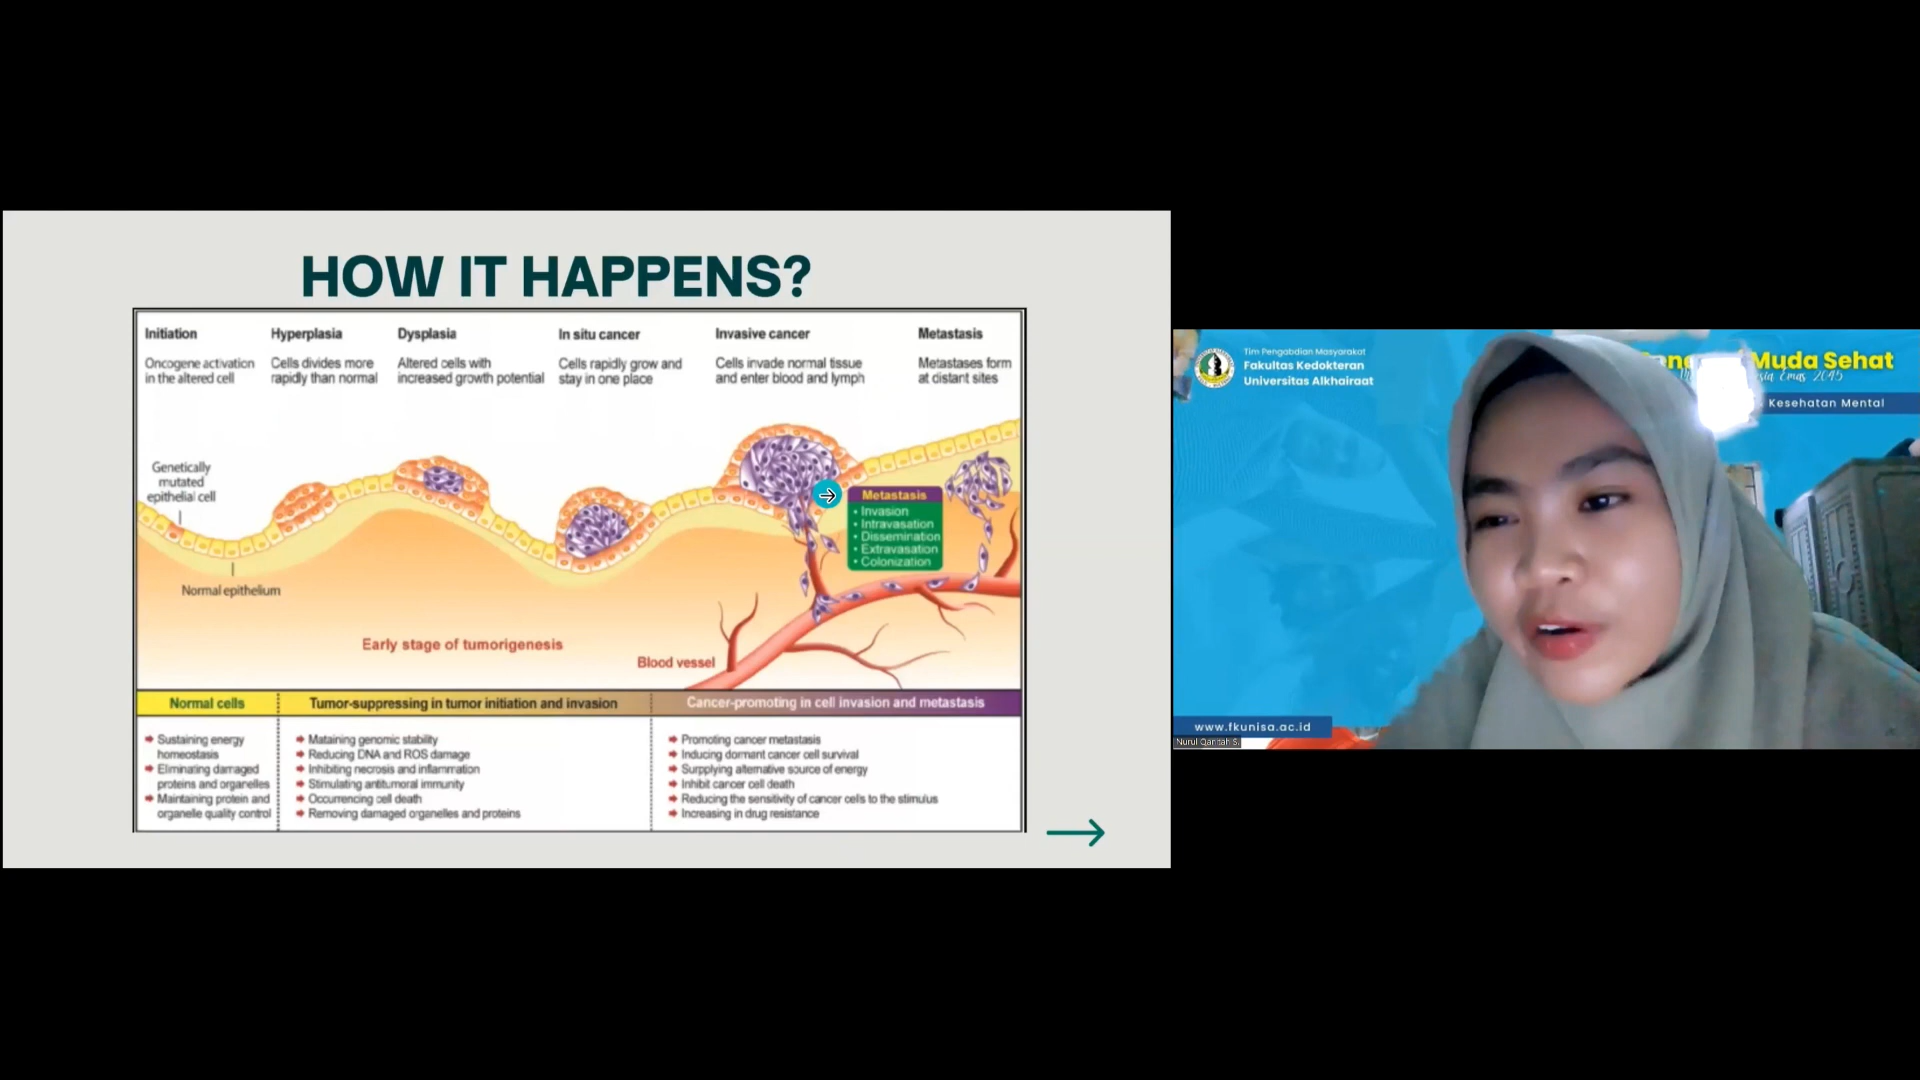 HOW IT HAPPENS?
Initiation
Oncogene activation
in the altered cell
Hyperplasia
Cells divides more
rapidly than normal
Dysplasia
Altered cells with
increased growth potential
In situ cancer
Cells rapidly grow and
stay in one place
Invasive cancer
Cells invade normal tissue
and enter blood and lymph
Metastasis
Metastases form
at distant sites
Genetically
mutated
epithelial cell
Normal epithelium
Metastasis
• Invasion
• Intravasation
• Dissemination
• Extravasation
• Colonization
Early stage of tumorigenesis
Blood vessel
Normal cells
Sustaining energy
homeostasis
Eliminating damaged
proteins and organelles
Maintaining protein and
organelle quality control
Tumor-suppressing in tumor initiation and invasion
Mataining genomic stability
Reducing DNA and ROS damage
Inhibiting necrosis and inflammation
Stimulating antitumoral immunity
Occurrencing cell death
Removing damaged organelles and proteins
Cancer-promoting in cell invasion and metastasis
Promoting cancer metastasis
Inducing dormant cancer cell survival
Surpplying alternative source of energy
Inhibit cancer cell death
Reducing the sensitivity of cancer cells to the stimulus
Increasing in drug resistance
Tim Pengabdian Masyarakat
Fakultas Kedokteran
Universitas Alkhairaat
Muda Sehat
Emas 2045
Kesehatan Mental
www.fkunisa.ac.id
Nurul Qanitah S.